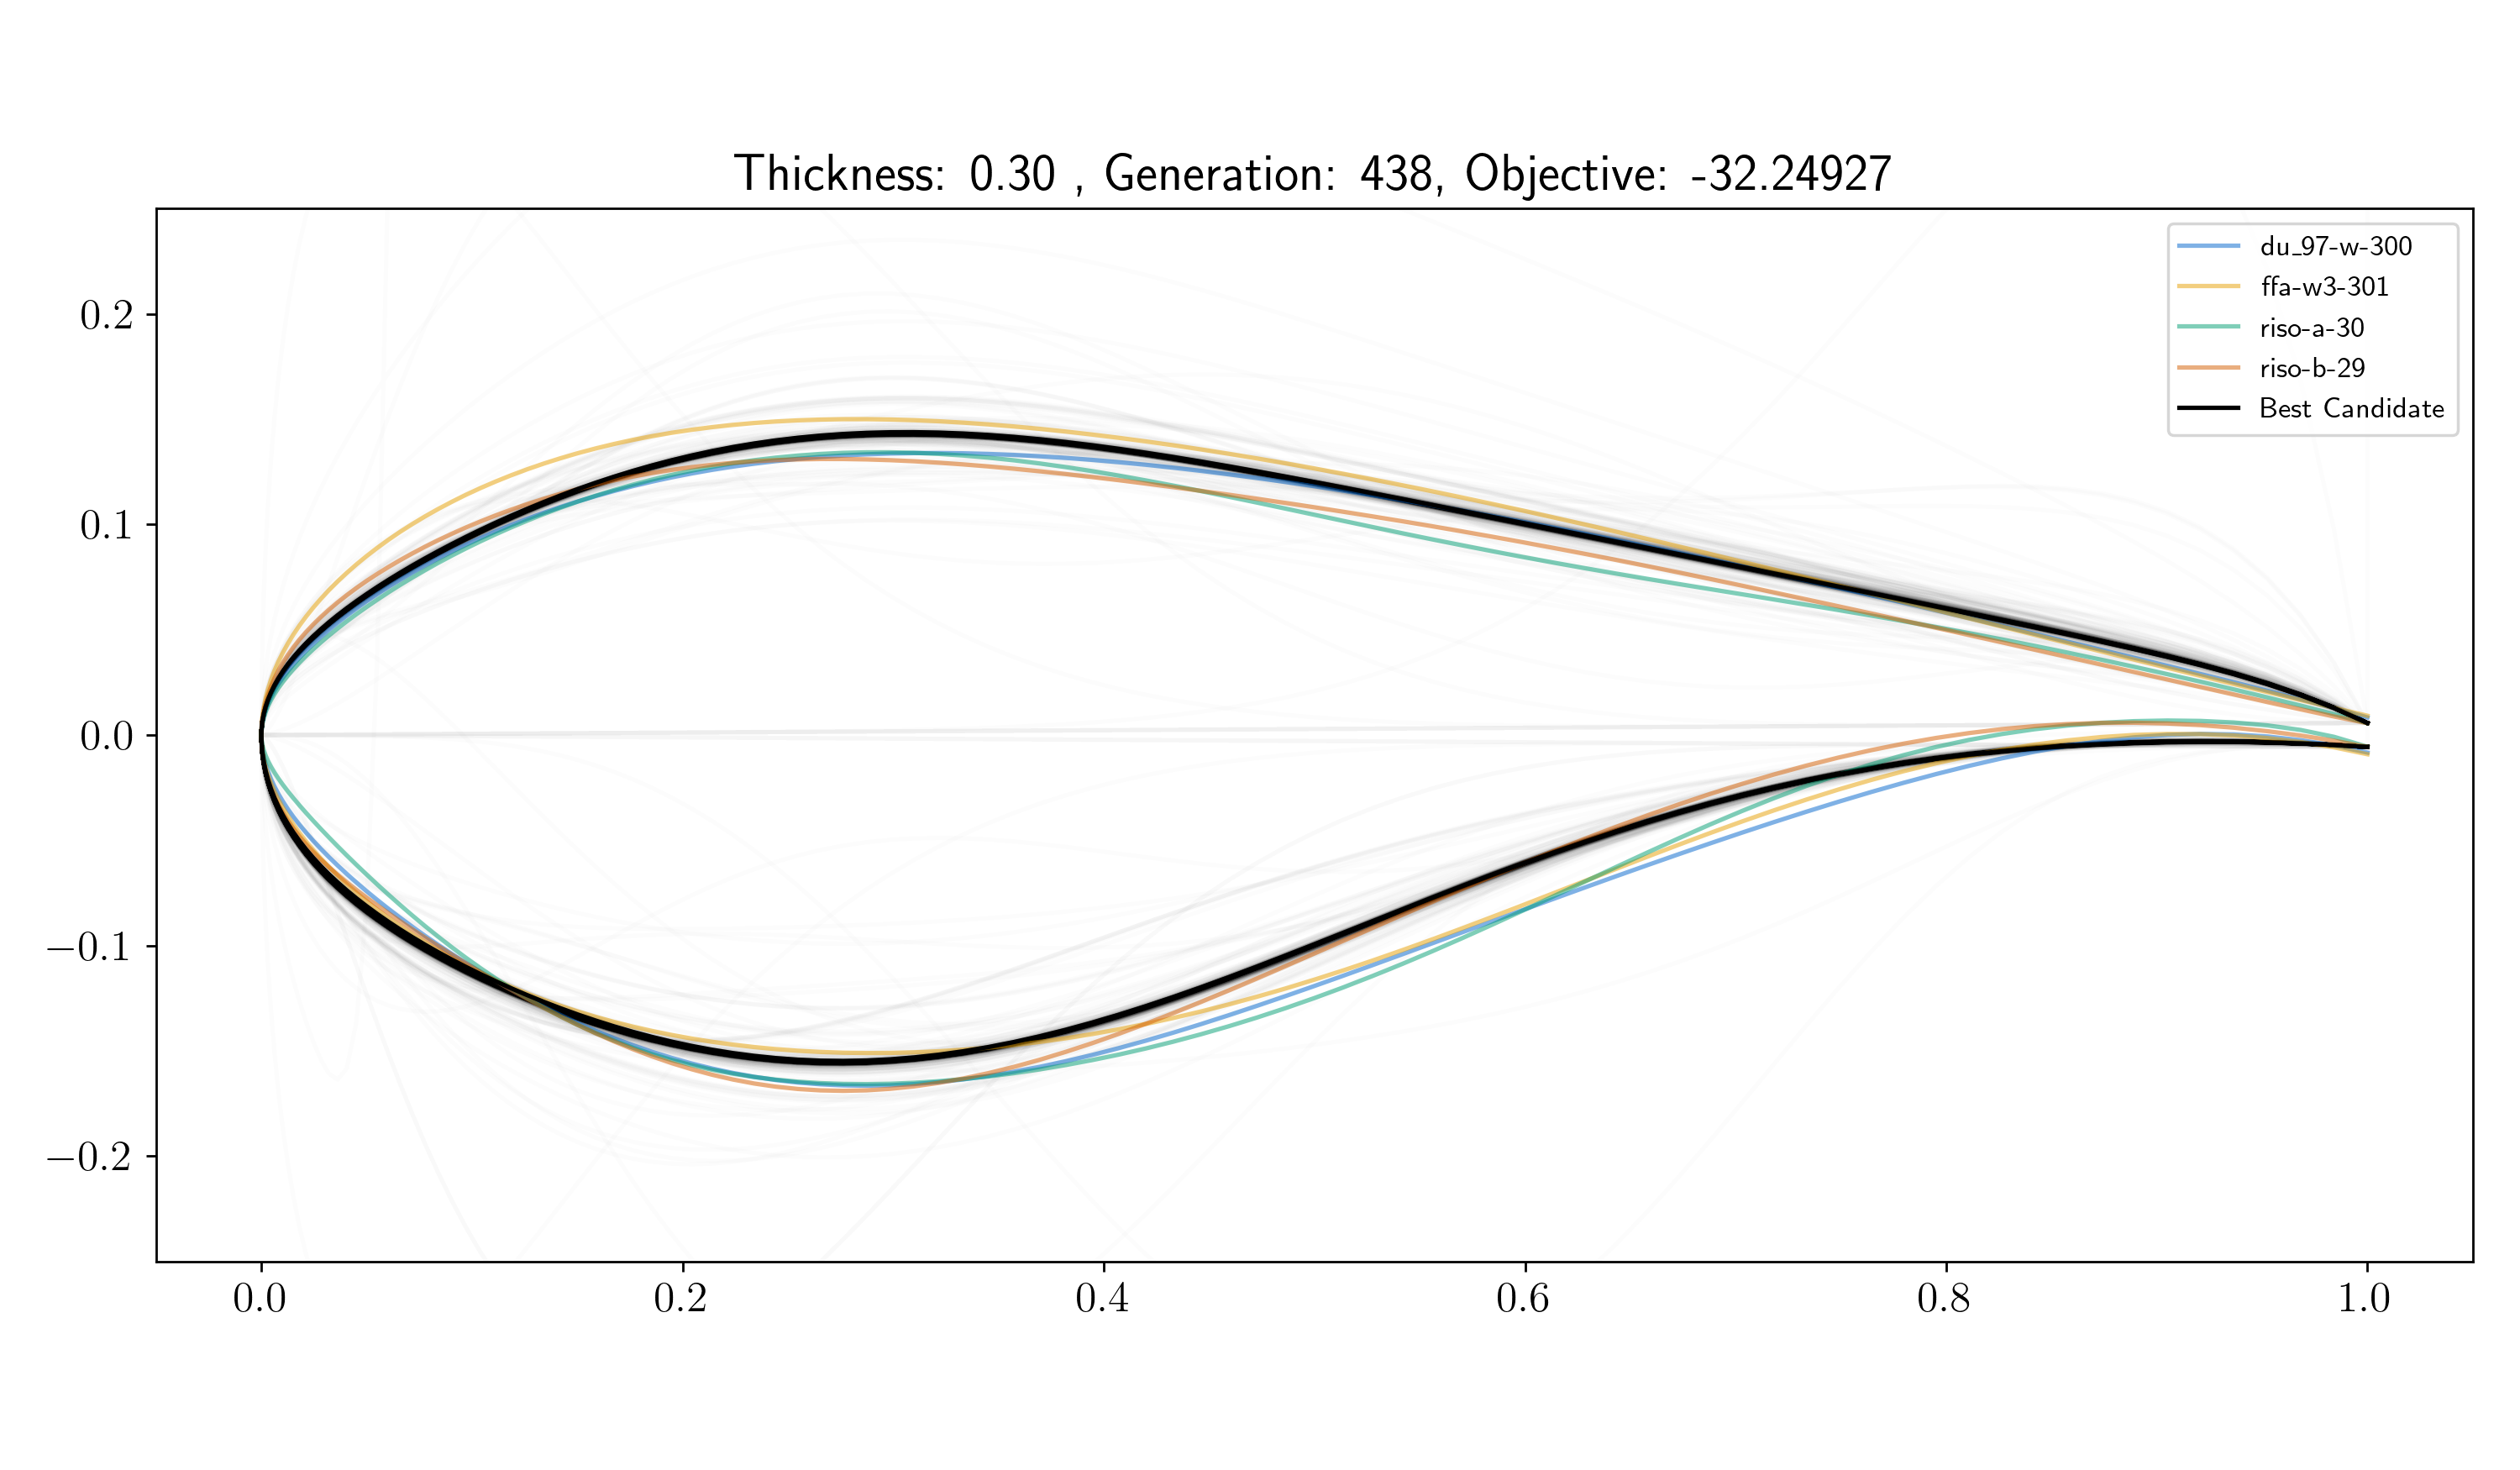 Thickness: 0.30 , Generation: 438, Objective: -32.24927
du_97-w-300
ffa-w3-301
riso-a-30
riso-b-29
Best Candidate
0.2
0.1
0.0
−0.1
−0.2
0.0 0.2 0.4 0.6 0.8 1.0